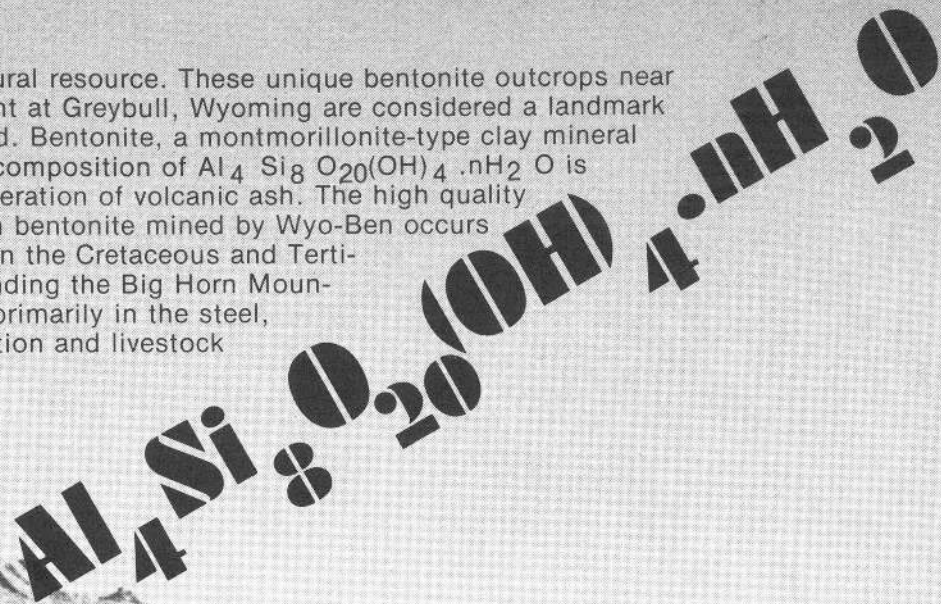 ural resource. These unique bentonite outcrops near
nt at Greybull, Wyoming are considered a landmark
d. Bentonite, a montmorillonite-type clay mineral
composition of Al4 Si8 O20(OH)4 .nH2 O is
eration of volcanic ash. The high quality
n bentonite mined by Wyo-Ben occurs
n the Cretaceous and Terti-
nding the Big Horn Moun-
primarily in the steel,
tion and livestock
Al4Si8O20(OH)4.nH2O